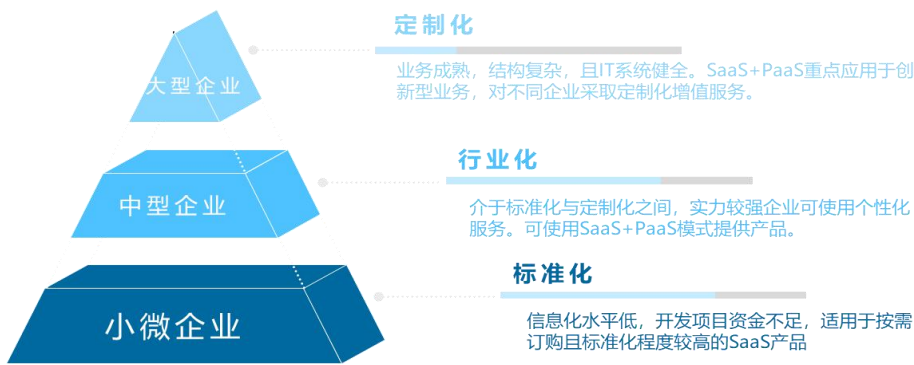 定制化
大型企业
业务成熟，结构复杂，且IT系统健全。SaaS+PaaS重点应用于创
新型业务，对不同企业采取定制化增值服务。
行业化
中型企业
介于标准化与定制化之间，实力较强企业可使用个性化
服务。可使用SaaS+PaaS模式提供产品。
标准化
小微企业
信息化水平低，开发项目资金不足，适用于按需
订购且标准化程度较高的SaaS产品